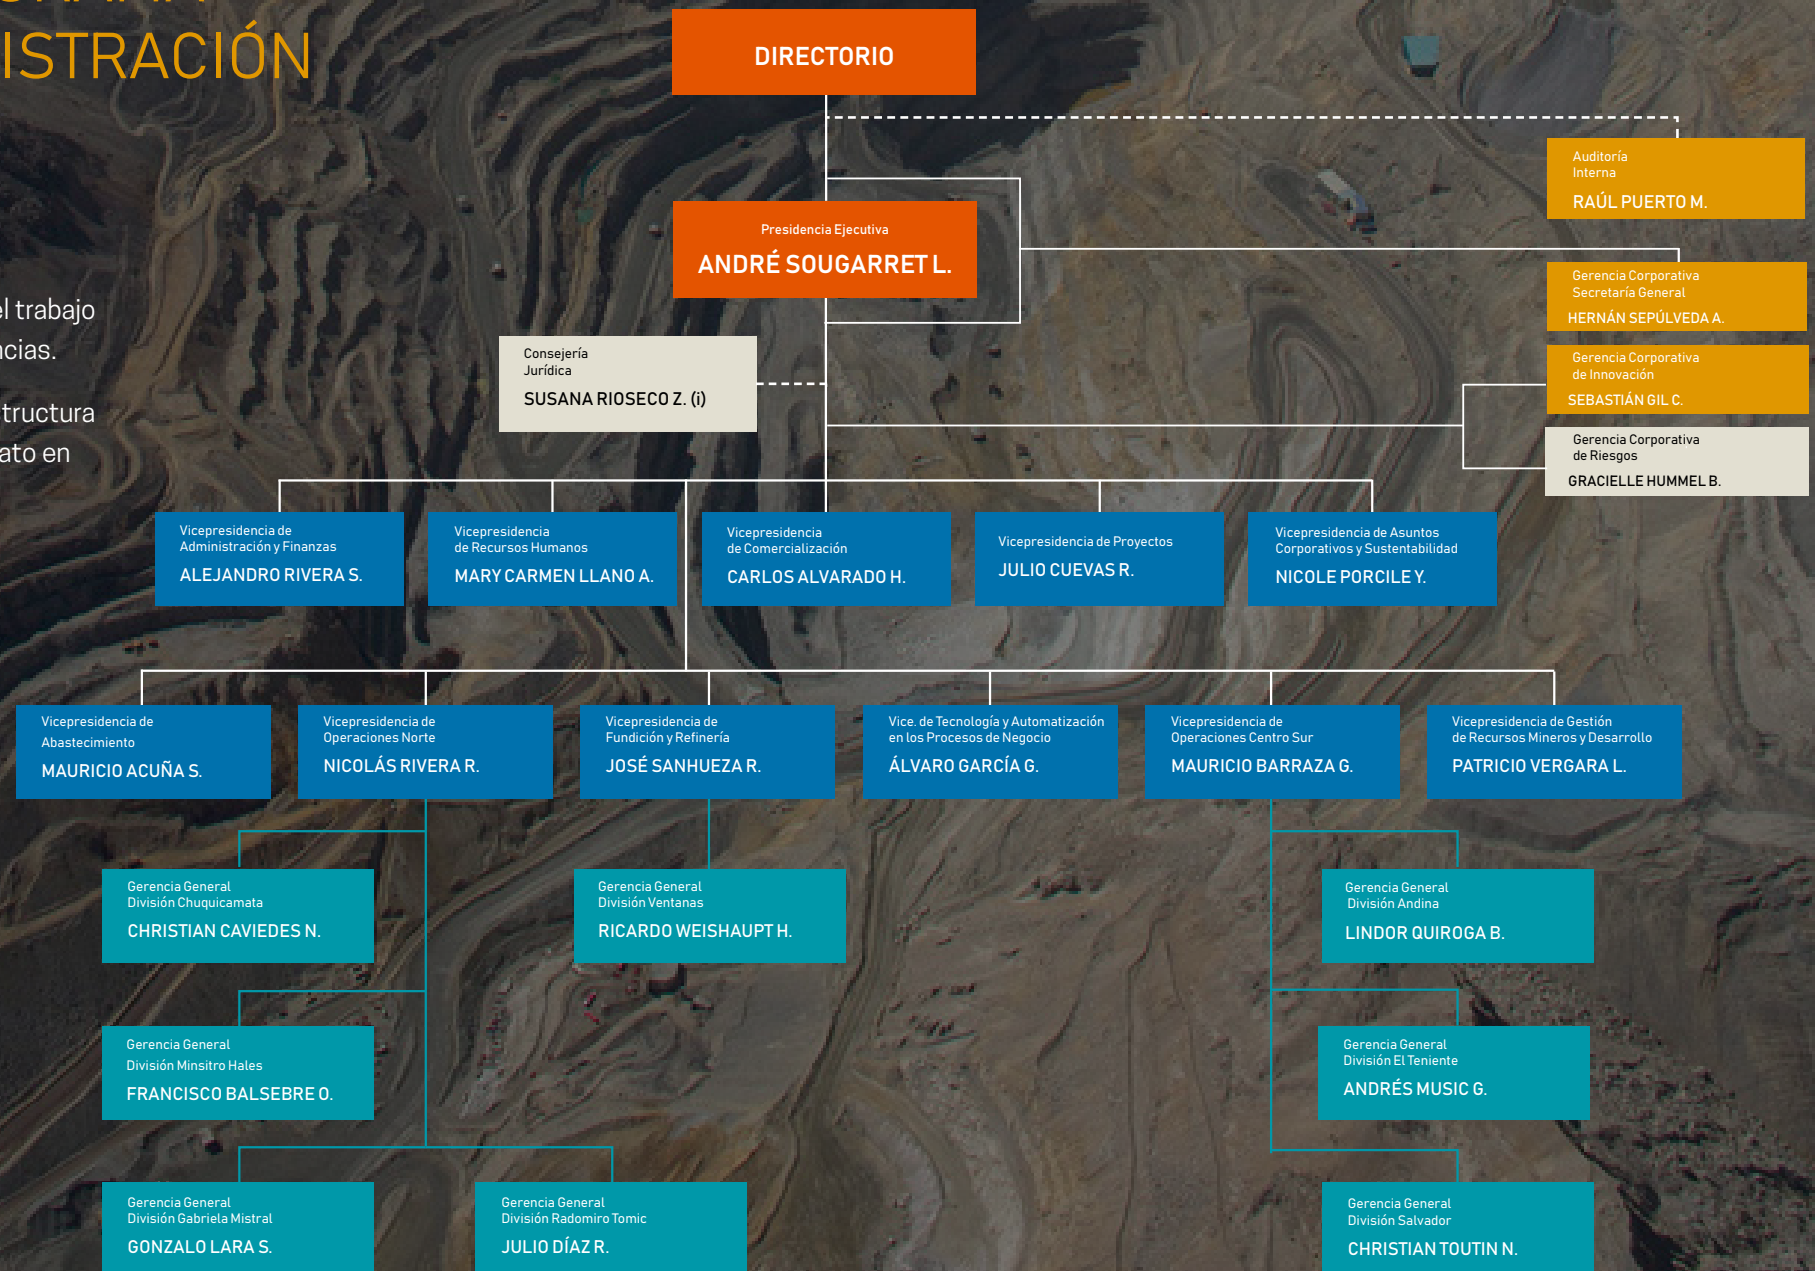 ISTRACIÓN
DIRECTORIO
Auditoría
Interna
RAÚL PUERTO M.
Presidencia Ejecutiva
ANDRÉ SOUGARRET L.
Gerencia Corporativa
Secretaría General
HERNÁN SEPÚLVEDA A.
el trabajo
ncias.
Consejería
Jurídica
SUSANA RIOSECO Z. (i)
Gerencia Corporativa
de Innovación
SEBASTIÁN GIL C.
structura
ato en
Gerencia Corporativa
de Riesgos
GRACIELLE HUMMEL B.
Vicepresidencia de
Administración y Finanzas
ALEJANDRO RIVERA S.
Vicepresidencia
de Recursos Humanos
MARY CARMEN LLANO A.
Vicepresidencia
de Comercialización
CARLOS ALVARADO H.
Vicepresidencia de Proyectos
JULIO CUEVAS R.
Vicepresidencia de Asuntos
Corporativos y Sustentabilidad
NICOLE PORCILE Y.
Vicepresidencia de
Abastecimiento
MAURICIO ACUÑA S.
Vicepresidencia de
Operaciones Norte
NICOLÁS RIVERA R.
Vicepresidencia de
Fundición y Refinería
JOSÉ SANHUEZA R.
Vice. de Tecnología y Automatización
en los Procesos de Negocio
ÁLVARO GARCÍA G.
Vicepresidencia de
Operaciones Centro Sur
MAURICIO BARRAZA G.
Vicepresidencia de Gestión
de Recursos Mineros y Desarrollo
PATRICIO VERGARA L.
Gerencia General
División Chuquicamata
CHRISTIAN CAVIEDES N.
Gerencia General
División Ventanas
RICARDO WEISHAUPT H.
Gerencia General
División Andina
LINDOR QUIROGA B.
Gerencia General
División Minsitro Hales
FRANCISCO BALSEBRE O.
Gerencia General
División El Teniente
ANDRÉS MUSIC G.
Gerencia General
División Gabriela Mistral
GONZALO LARA S.
Gerencia General
División Radomiro Tomic
JULIO DÍAZ R.
Gerencia General
División Salvador
CHRISTIAN TOUTIN N.